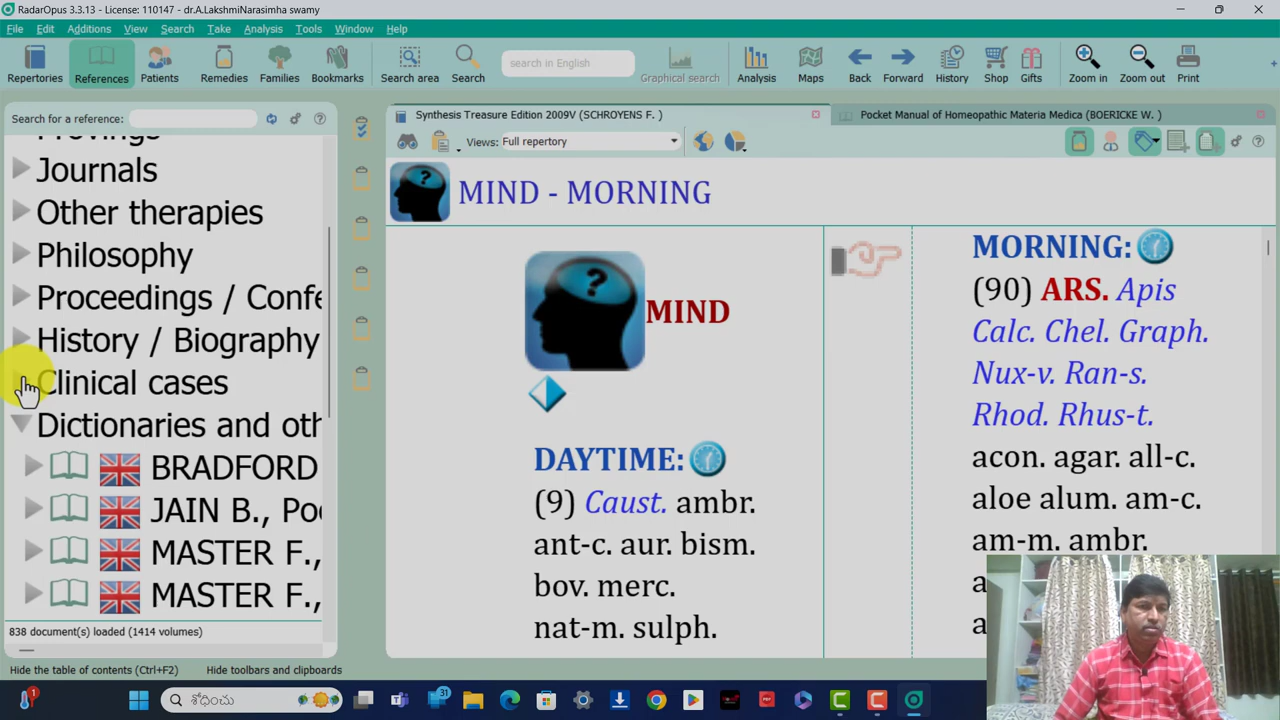 RadarOpus 3.3.13 - License: 110147 - dr.A.LakshmiNarasimha swamy
File Edit Additions View Search Take Analysis Tools Window Help
Repertories References Patients Remedies Families Bookmarks Search area Search search in English Graphical search Analysis Maps Back Forward History Shop Gifts Zoom in Zoom out Print
Search for a reference:
Provings
Journals
Other therapies
Philosophy
Proceedings / Confe
History / Biography
Clinical cases
Dictionaries and oth
BRADFORD
JAIN B., Po
MASTER F.,
MASTER F.,
838 document(s) loaded (1414 volumes)
Hide the table of contents (Ctrl+F2) Hide toolbars and clipboards
Synthesis Treasure Edition 2009V (SCHROYENS F. ) Pocket Manual of Homeopathic Materia Medica (BOERICKE W. )
Views: Full repertory
MIND - MORNING
MIND
DAYTIME:
(9) Caust. ambr.
ant-c. aur. bism.
bov. merc.
nat-m. sulph.
MORNING:
(90) ARS. Apis
Calc. Chel. Graph.
Nux-v. Ran-s.
Rhod. Rhus-t.
acon. agar. all-c.
aloe alum. am-c.
am-m. ambr.
1 శోధించు 31